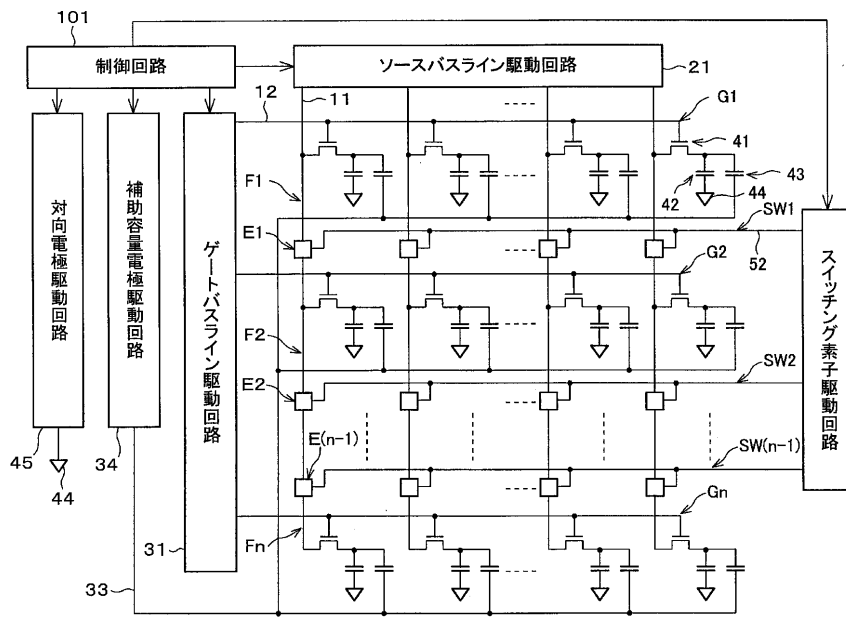 101
制御回路
ソースバスライン駆動回路
21
12
11
G1
41
対向電極駆動回路
補助容量電極駆動回路
ゲートバスライン駆動回路
F1
42
44
43
SW1
E1
52
G2
スイッチング素子駆動回路
F2
SW2
E2
45
34
E(n-1)
SW(n-1)
44
Gn
31
Fn
33